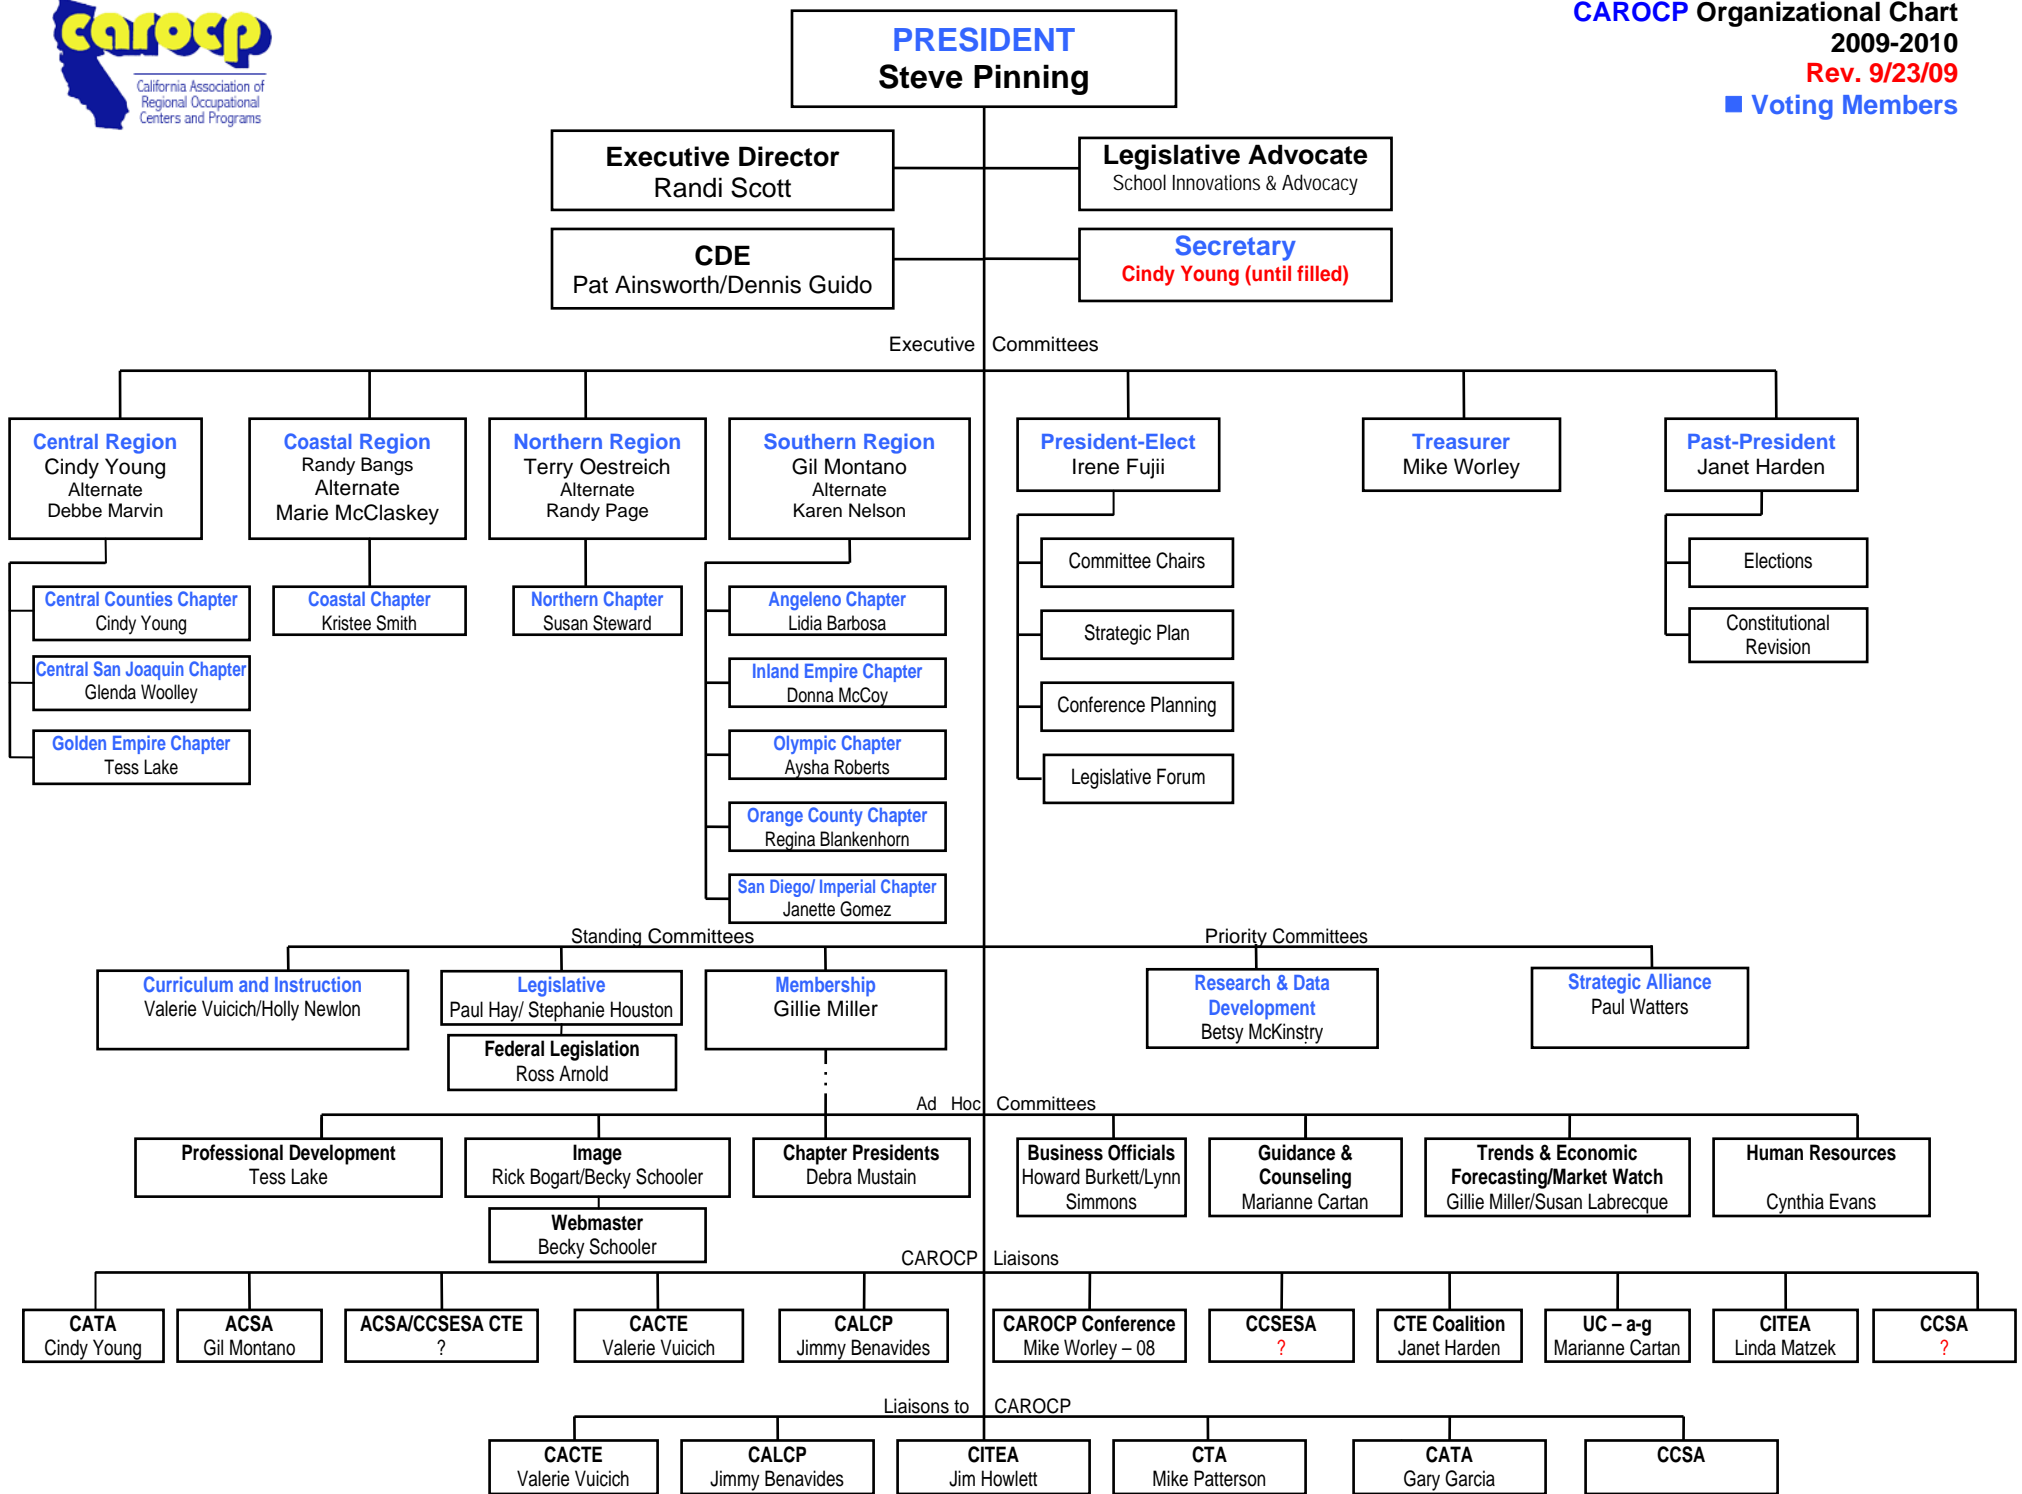 carocp
California Association of
Regional Occupational
Centers and Programs
PRESIDENT
Steve Pinning
CAROCP Organizational Chart
2009-2010
Rev. 9/23/09
■ Voting Members
Executive Director
Randi Scott
Legislative Advocate
School Innovations & Advocacy
CDE
Pat Ainsworth/Dennis Guido
Secretary
Cindy Young (until filled)
Executive Committees
Central Region
Cindy Young
Alternate
Debbe Marvin
Coastal Region
Randy Bangs
Alternate
Marie McClaskey
Northern Region
Terry Oestreich
Alternate
Randy Page
Southern Region
Gil Montano
Alternate
Karen Nelson
President-Elect
Irene Fujii
Treasurer
Mike Worley
Past-President
Janet Harden
Central Counties Chapter
Cindy Young
Central San Joaquin Chapter
Glenda Woolley
Golden Empire Chapter
Tess Lake
Coastal Chapter
Kristee Smith
Northern Chapter
Susan Steward
Angeleno Chapter
Lidia Barbosa
Inland Empire Chapter
Donna McCoy
Olympic Chapter
Aysha Roberts
Orange County Chapter
Regina Blankenhorn
San Diego/ Imperial Chapter
Janette Gomez
Committee Chairs
Strategic Plan
Conference Planning
Legislative Forum
Elections
Constitutional
Revision
Standing Committees
Priority Committees
Curriculum and Instruction
Valerie Vuicich/Holly Newlon
Legislative
Paul Hay/ Stephanie Houston
Federal Legislation
Ross Arnold
Membership
Gillie Miller
Research & Data
Development
Betsy McKinstry
Strategic Alliance
Paul Watters
Ad Hoc Committees
Professional Development
Tess Lake
Image
Rick Bogart/Becky Schooler
Webmaster
Becky Schooler
Chapter Presidents
Debra Mustain
Business Officials
Howard Burkett/Lynn
Simmons
Guidance &
Counseling
Marianne Cartan
Trends & Economic
Forecasting/Market Watch
Gillie Miller/Susan Labrecque
Human Resources
Cynthia Evans
CAROCP Liaisons
CATA
Cindy Young
ACSA
Gil Montano
ACSA/CCSESA CTE
?
CACTE
Valerie Vuicich
CALCP
Jimmy Benavides
CAROCP Conference
Mike Worley – 08
CCSESA
?
CTE Coalition
Janet Harden
UC – a-g
Marianne Cartan
CITEA
Linda Matzek
CCSA
?
Liaisons to CAROCP
CACTE
Valerie Vuicich
CALCP
Jimmy Benavides
CITEA
Jim Howlett
CTA
Mike Patterson
CATA
Gary Garcia
CCSA